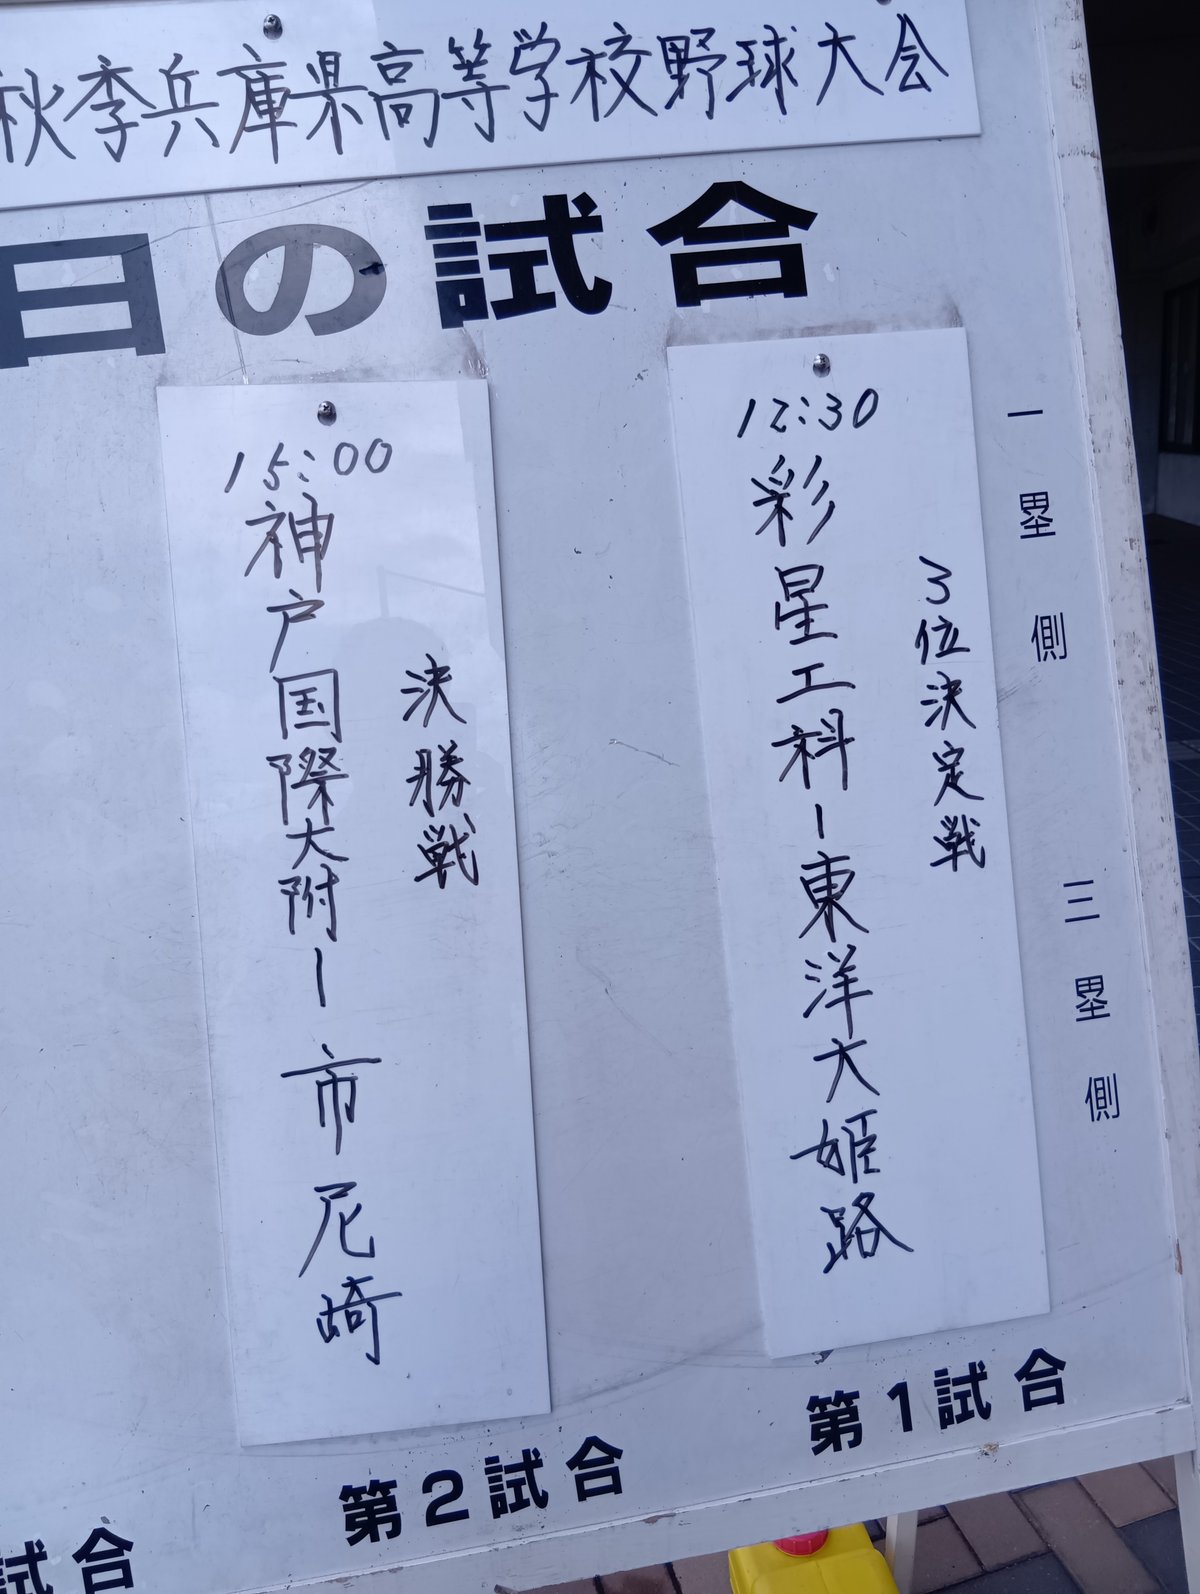 秋季兵庫県高等学校野球大会
日の試合
一塁側
三塁側
12:30
3位決定戦
彩星工科ー東洋大姫路
第1試合
15:00
決勝戦
神戸国際大附ー市尼崎
第2試合
試合